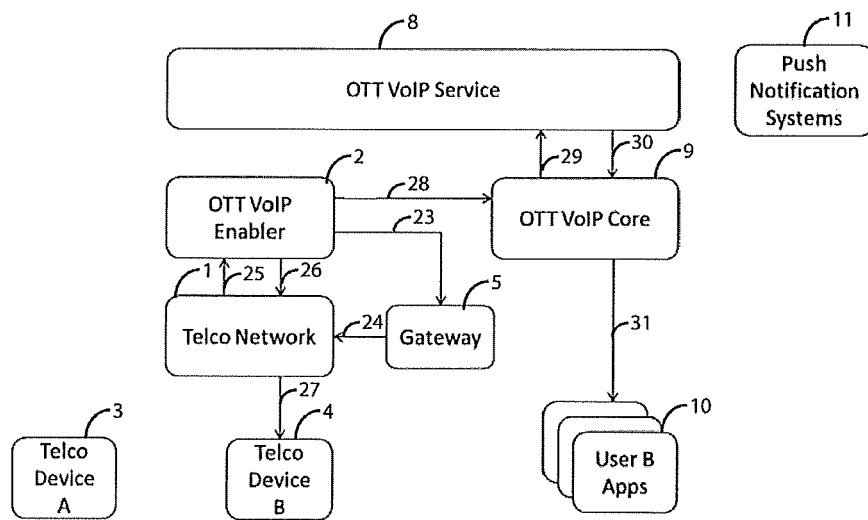 8
11
OTT VoIP Service
Push
Notification
Systems
2
29
30
9
28
OTT VoIP
Enabler
23
OTT VoIP Core
1
25
26
5
Telco Network
24
Gateway
31
27
3
4
10
Telco
Device
A
Telco
Device
B
User B
Apps